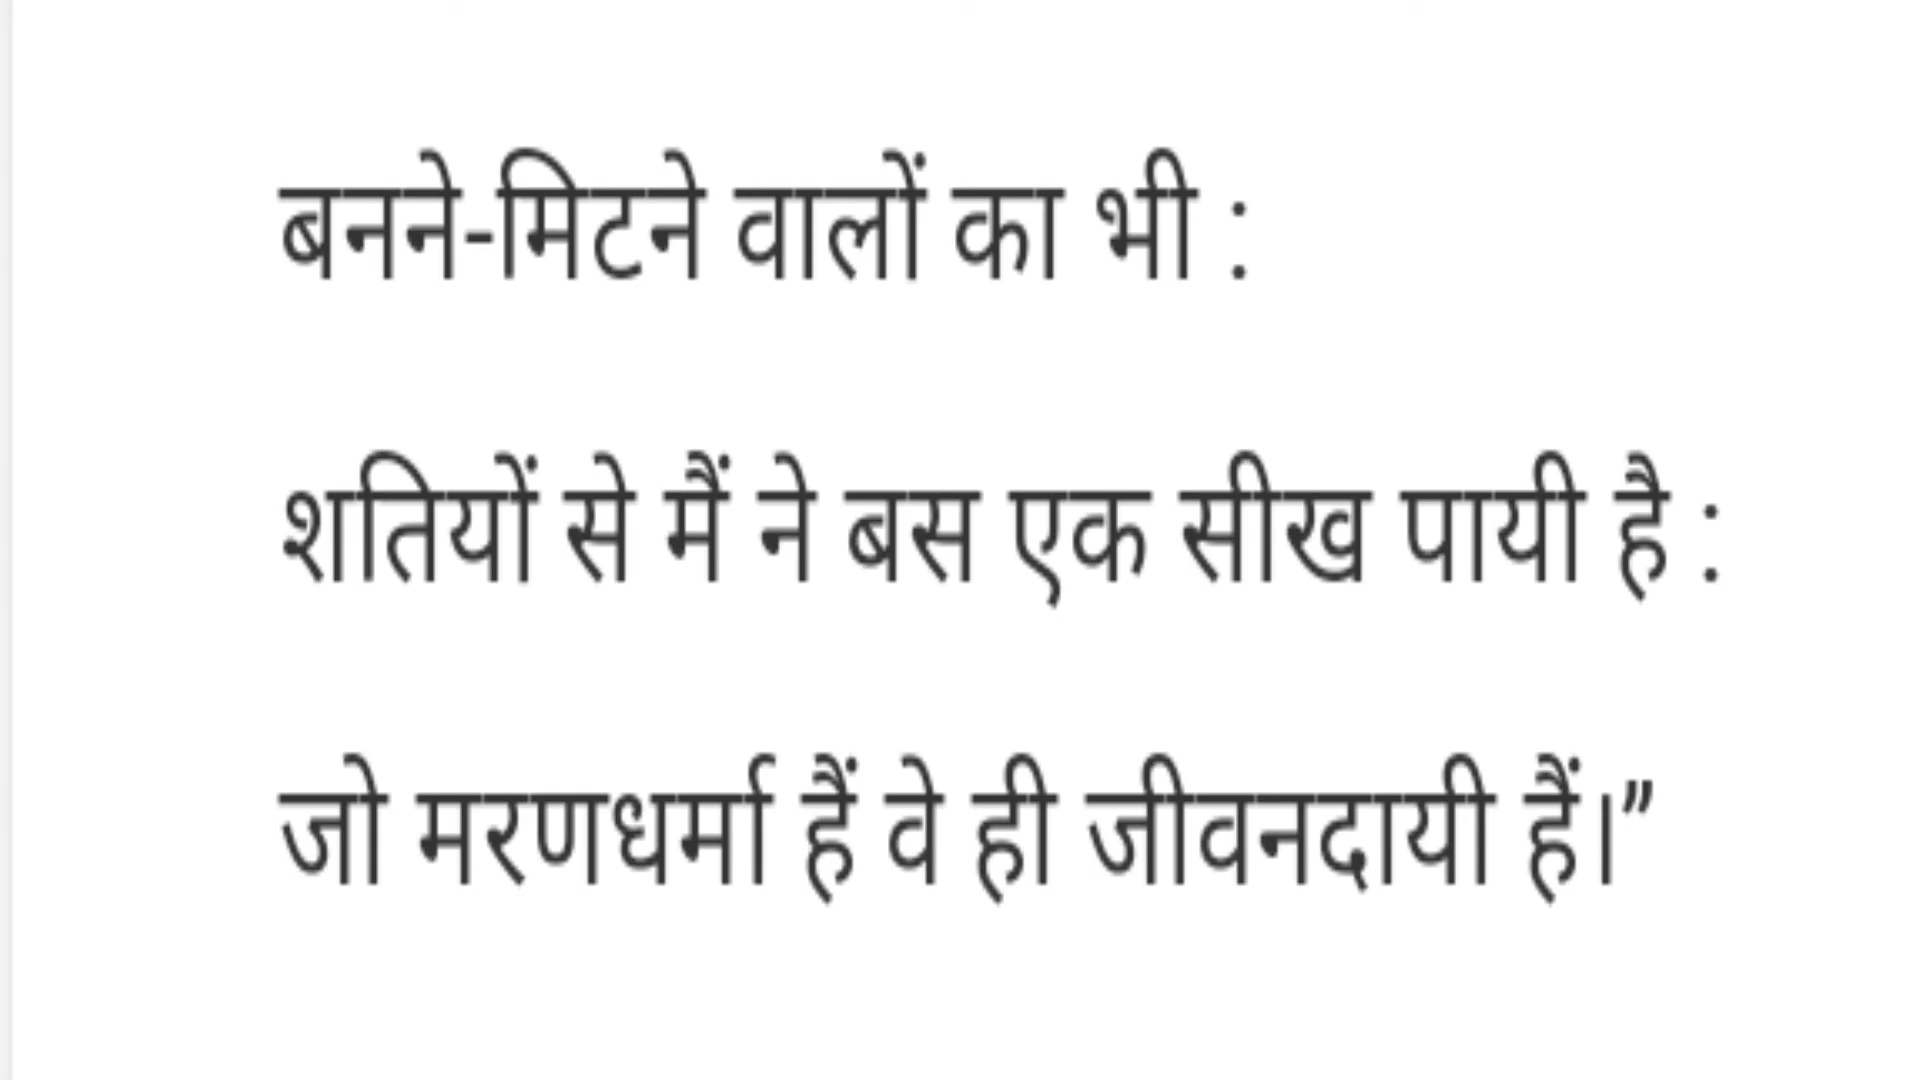 बनने-मिटने वालों का भी :
शतियों से मैं ने बस एक सीख पायी है :
जो मरणधर्मा हैं वे ही जीवनदायी हैं।”